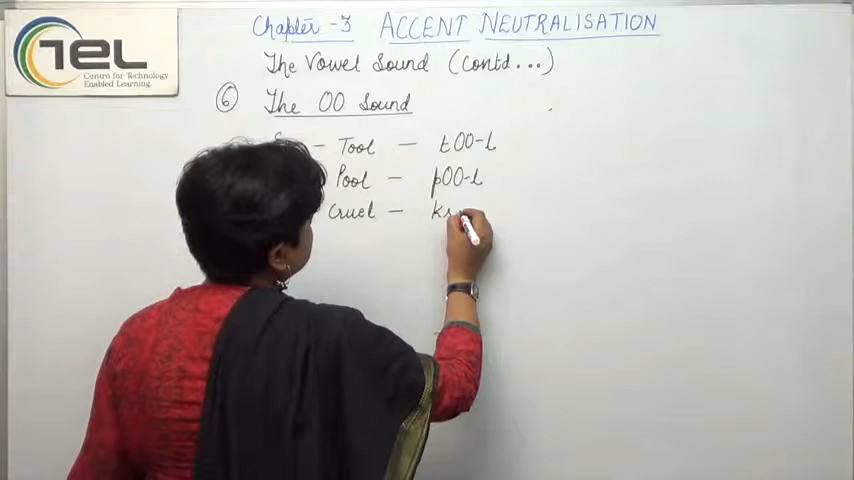 TEL
Centre for Technology
Enabled Learning.
Chapter-3 ACCENT NEUTRALISATION
The Vowel Sound (contd...)
⑥ The OO Sound
- Tool - tOO-L
Pool - pOO-L
Cruel - Kr